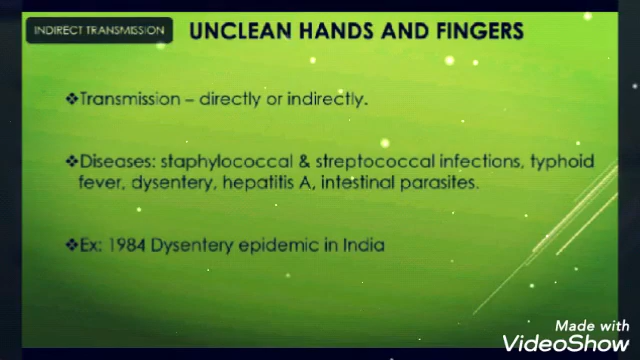 INDIRECT TRANSMISSION
UNCLEAN HANDS AND FINGERS
❖Transmission – directly or indirectly.
❖Diseases: staphylococcal & streptococcal infections, typhoid
fever, dysentery, hepatitis A, intestinal parasites.
❖Ex: 1984 Dysentery epidemic in India
Made with
VideoShow